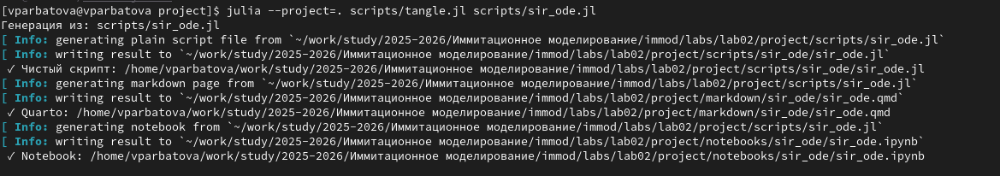 [vparbatova@vparbatova project]$ julia --project=. scripts/tangle.jl scripts/sir_ode.jl
Генерация из: scripts/sir_ode.jl
[ Info: generating plain script file from `~/work/study/2025-2026/Иммитационное моделирование/immod/labs/lab02/project/scripts/sir_ode.jl`
[ Info: writing result to `~/work/study/2025-2026/Иммитационное моделирование/immod/labs/lab02/project/scripts/sir_ode.jl`
✓ Чистый скрипт: /home/vparbatova/work/study/2025-2026/Иммитационное моделирование/immod/labs/lab02/project/scripts/sir_ode.jl
[ Info: generating markdown page from `~/work/study/2025-2026/Иммитационное моделирование/immod/labs/lab02/project/scripts/sir_ode.jl`
[ Info: writing result to `~/work/study/2025-2026/Иммитационное моделирование/immod/labs/lab02/project/markdown/sir_ode/sir_ode.qmd`
✓ Quarto: /home/vparbatova/work/study/2025-2026/Иммитационное моделирование/immod/labs/lab02/project/markdown/sir_ode/sir_ode.qmd
[ Info: generating notebook from `~/work/study/2025-2026/Иммитационное моделирование/immod/labs/lab02/project/scripts/sir_ode.jl`
[ Info: writing result to `~/work/study/2025-2026/Иммитационное моделирование/immod/labs/lab02/project/notebooks/sir_ode/sir_ode.ipynb`
✓ Notebook: /home/vparbatova/work/study/2025-2026/Иммитационное моделирование/immod/labs/lab02/project/notebooks/sir_ode/sir_ode.ipynb